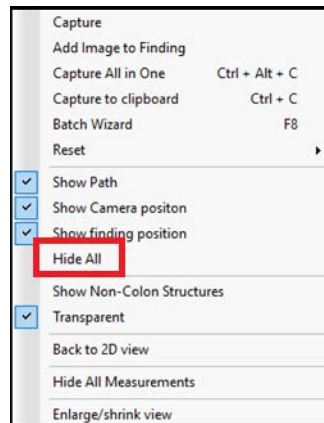 Capture
Add Image to Finding
Capture All in One Ctrl + Alt + C
Capture to clipboard Ctrl + C
Batch Wizard F8
Reset
Show Path
Show Camera positon
Show finding position
Hide All
Show Non-Colon Structures
Transparent
Back to 2D view
Hide All Measurements
Enlarge/shrink view